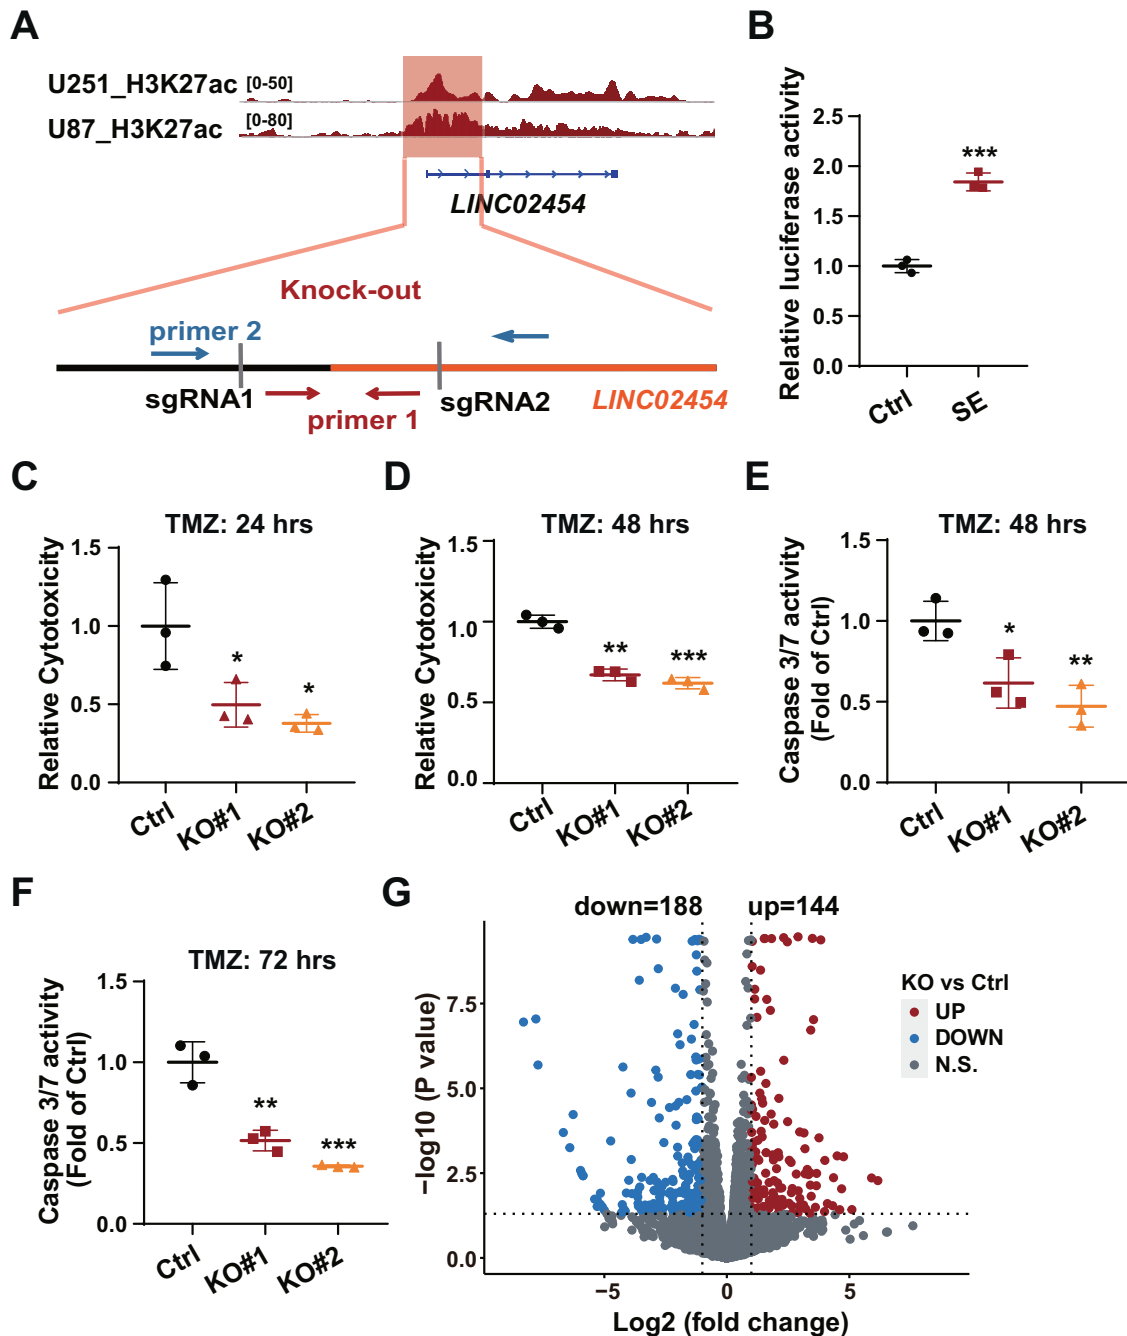 A
U251_H3K27ac [0-50]
U87_H3K27ac [0-80]
LINC02454
Knock-out
primer 2
sgRNA1
sgRNA2
LINC02454
primer 1
B
Relative luciferase activity
2.5
2.0
1.5
1.0
0.5
0.0
***
Ctrl
SE
C
TMZ: 24 hrs
Relative Cytotoxicity
1.5
1.0
0.5
0.0
*
*
Ctrl
KO#1
KO#2
D
TMZ: 48 hrs
Relative Cytotoxicity
1.5
1.0
0.5
0.0
**
***
Ctrl
KO#1
KO#2
E
TMZ: 48 hrs
Caspase 3/7 activity
(Fold of Ctrl)
1.5
1.0
0.5
0.0
*
**
Ctrl
KO#1
KO#2
F
TMZ: 72 hrs
Caspase 3/7 activity
(Fold of Ctrl)
1.5
1.0
0.5
0.0
**
***
Ctrl
KO#1
KO#2
G
down=188 up=144
−log10 (P value)
7.5
5.0
2.5
0.0
−5
0
5
Log2 (fold change)
KO vs Ctrl
UP
DOWN
N.S.